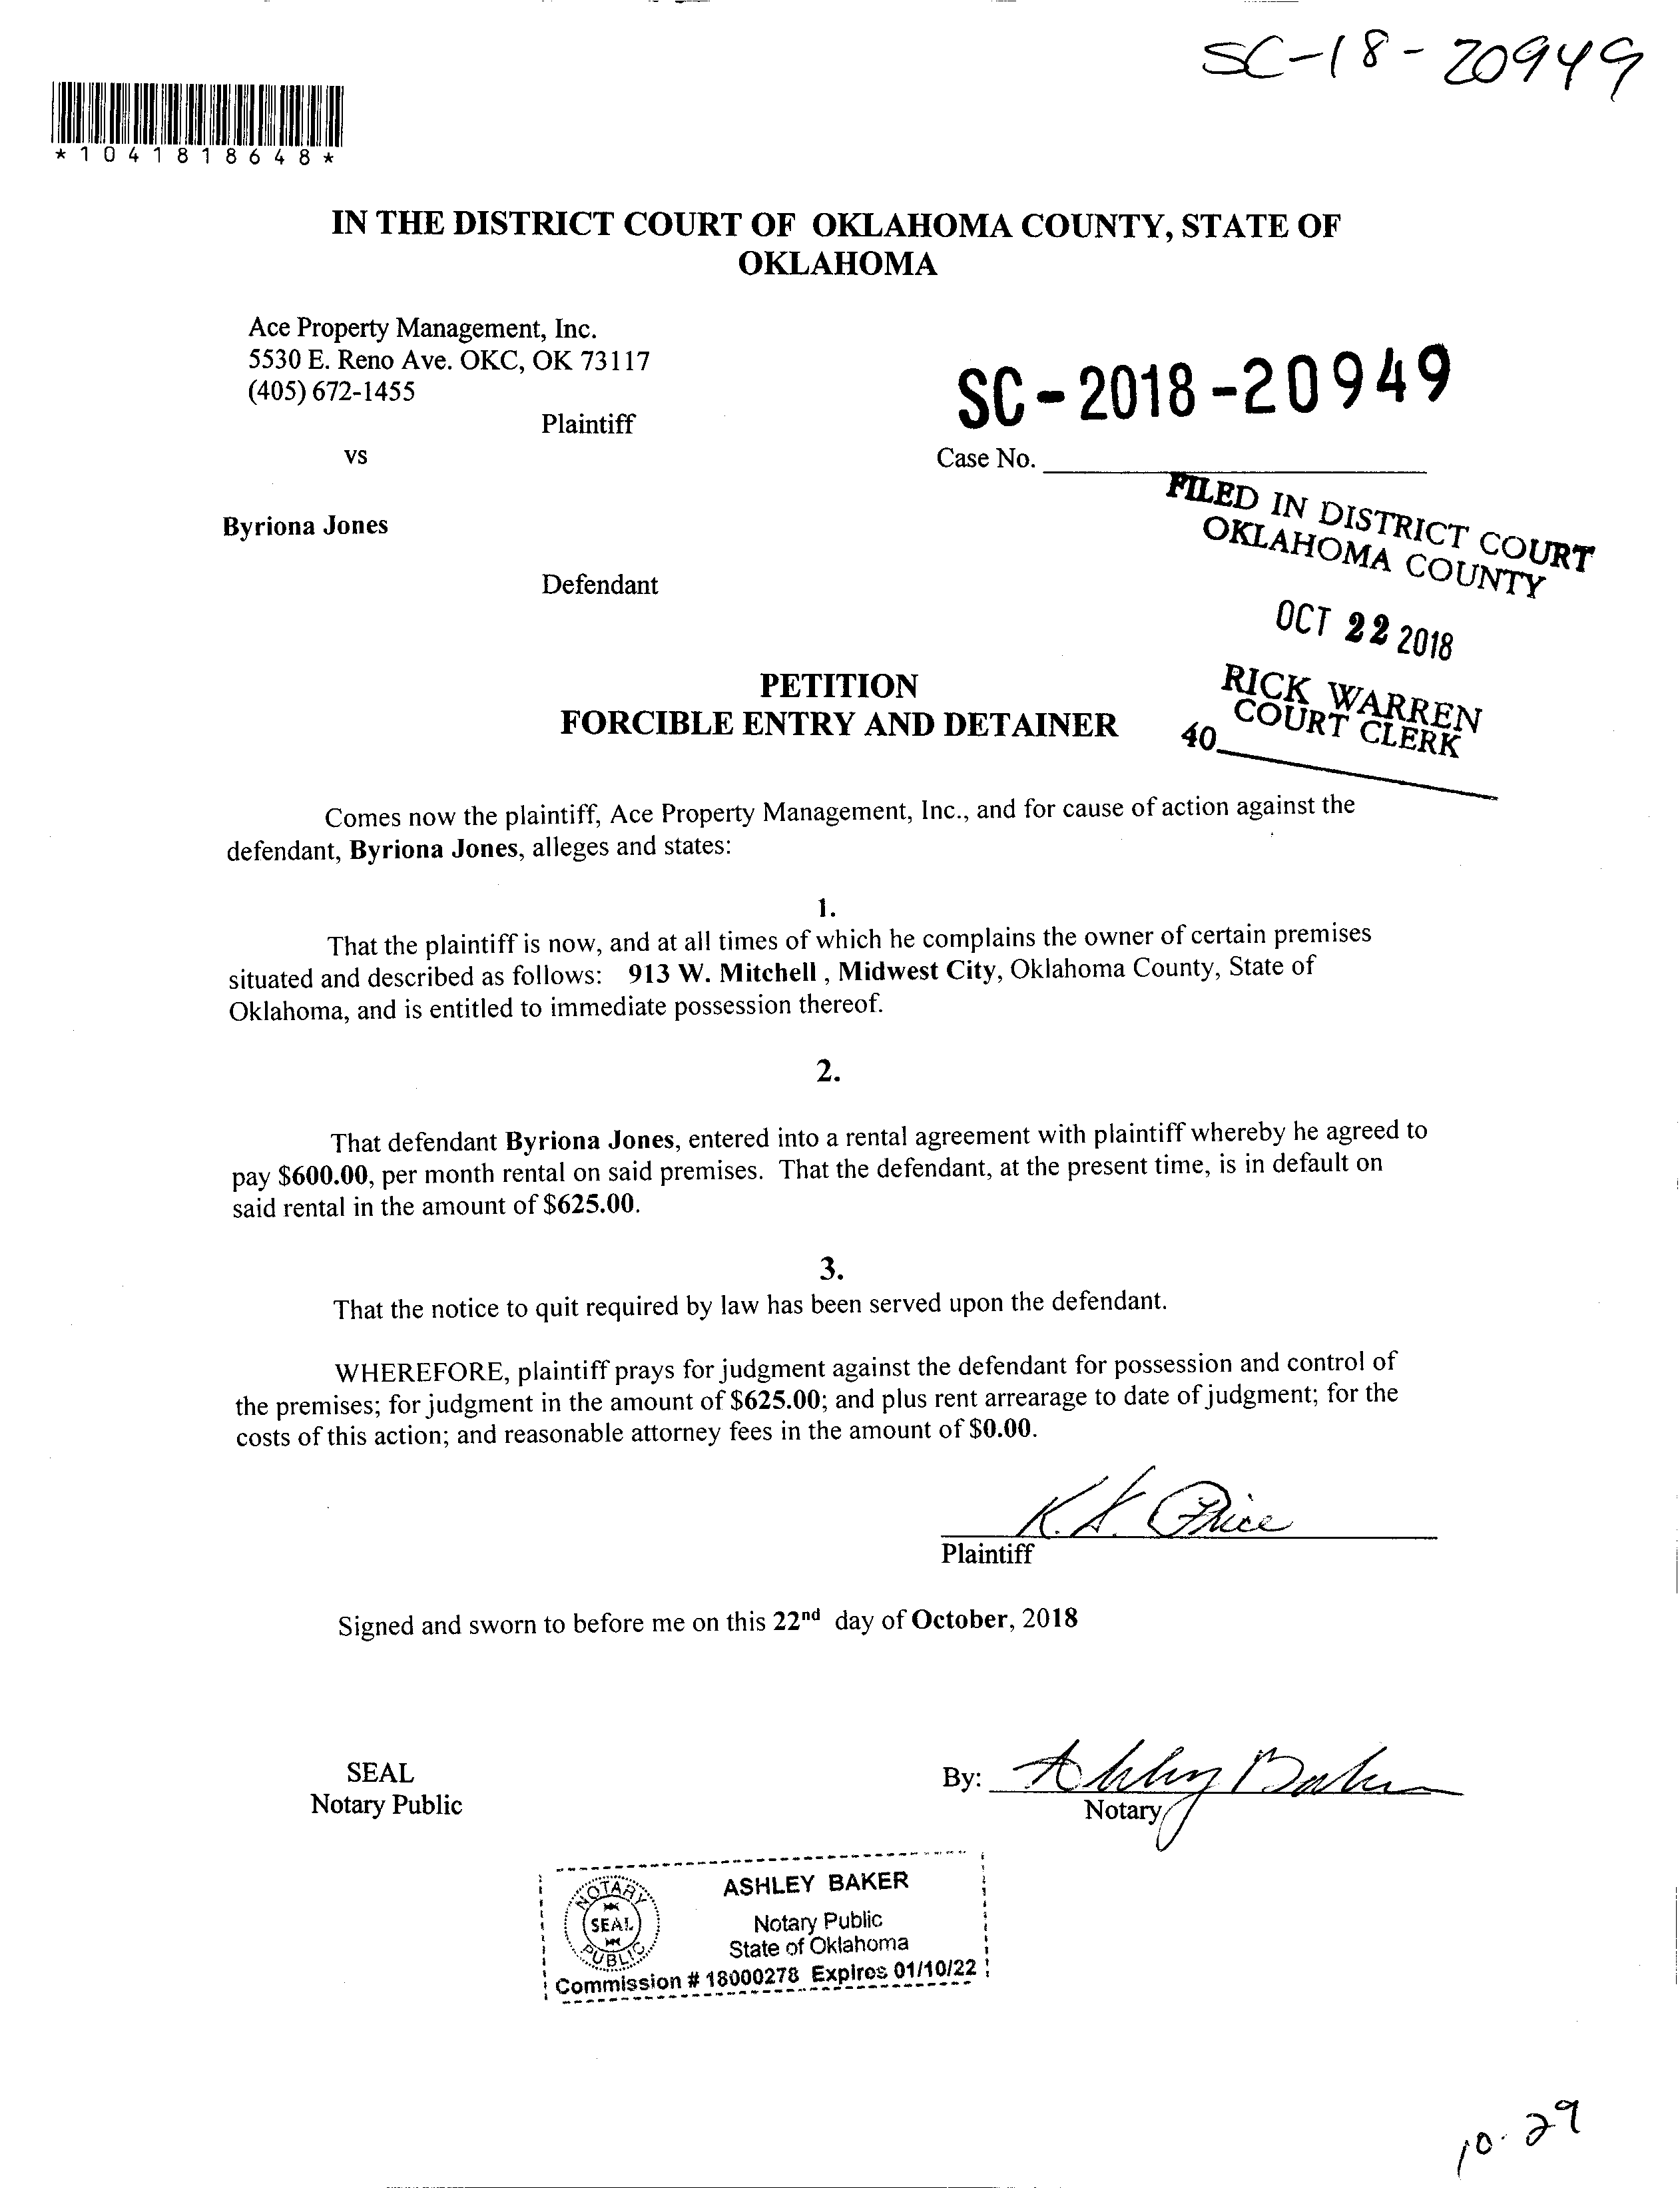 SC-18-20949
*1041818648*
IN THE DISTRICT COURT OF OKLAHOMA COUNTY, STATE OF
OKLAHOMA
Ace Property Management, Inc.
5530 E. Reno Ave. OKC, OK 73117
(405) 672-1455
Plaintiff
vs
SC-2018-20949
Case No.
Byriona Jones
Defendant
FILED IN DISTRICT COURT
OKLAHOMA COUNTY
OCT 22 2018
RICK WARREN
COURT CLERK
40
PETITION
FORCIBLE ENTRY AND DETAINER
Comes now the plaintiff, Ace Property Management, Inc., and for cause of action against the
defendant, Byriona Jones, alleges and states:
1.
That the plaintiff is now, and at all times of which he complains the owner of certain premises
situated and described as follows: 913 W. Mitchell , Midwest City, Oklahoma County, State of
Oklahoma, and is entitled to immediate possession thereof.
2.
That defendant Byriona Jones, entered into a rental agreement with plaintiff whereby he agreed to
pay $600.00, per month rental on said premises. That the defendant, at the present time, is in default on
said rental in the amount of $625.00.
3.
That the notice to quit required by law has been served upon the defendant.
WHEREFORE, plaintiff prays for judgment against the defendant for possession and control of
the premises; for judgment in the amount of $625.00; and plus rent arrearage to date of judgment; for the
costs of this action; and reasonable attorney fees in the amount of $0.00.
Price
Plaintiff
Signed and sworn to before me on this 22nd day of October, 2018
SEAL
Notary Public
By: Ashley Baker
Notary
NOTARY
SEAL
PUBLIC
ASHLEY BAKER
Notary Public
State of Oklahoma
Commission # 18000278 Expires 01/10/22
10-29